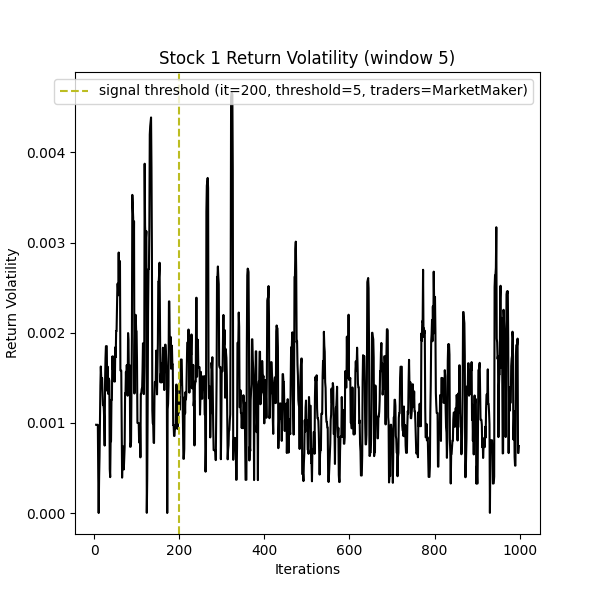 Stock 1 Return Volatility (window 5)
signal threshold (it=200, threshold=5, traders=MarketMaker)
0.004
0.003
0.002
0.001
0.000
Return Volatility
0 200 400 600 800 1000
Iterations